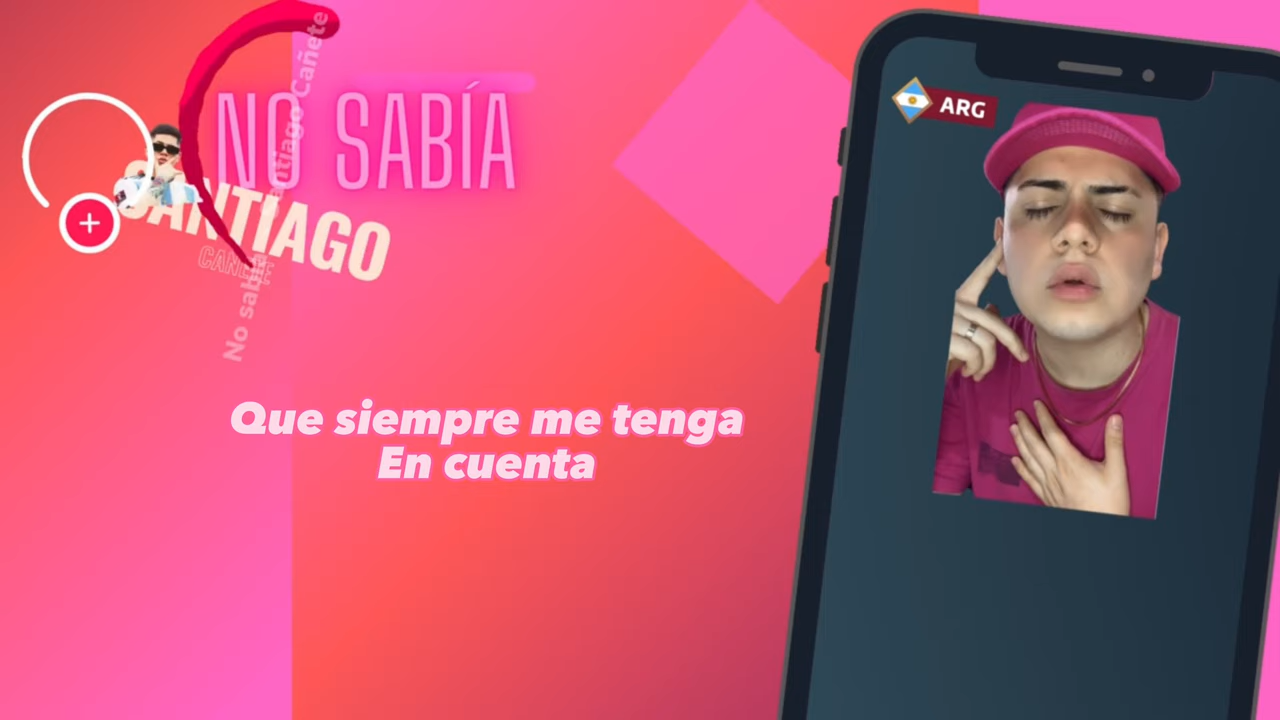 NO SABÍA
SANTIAGO
CAÑETE
No sabía Santiago Cañete
ARG
Que siempre me tenga
En cuenta